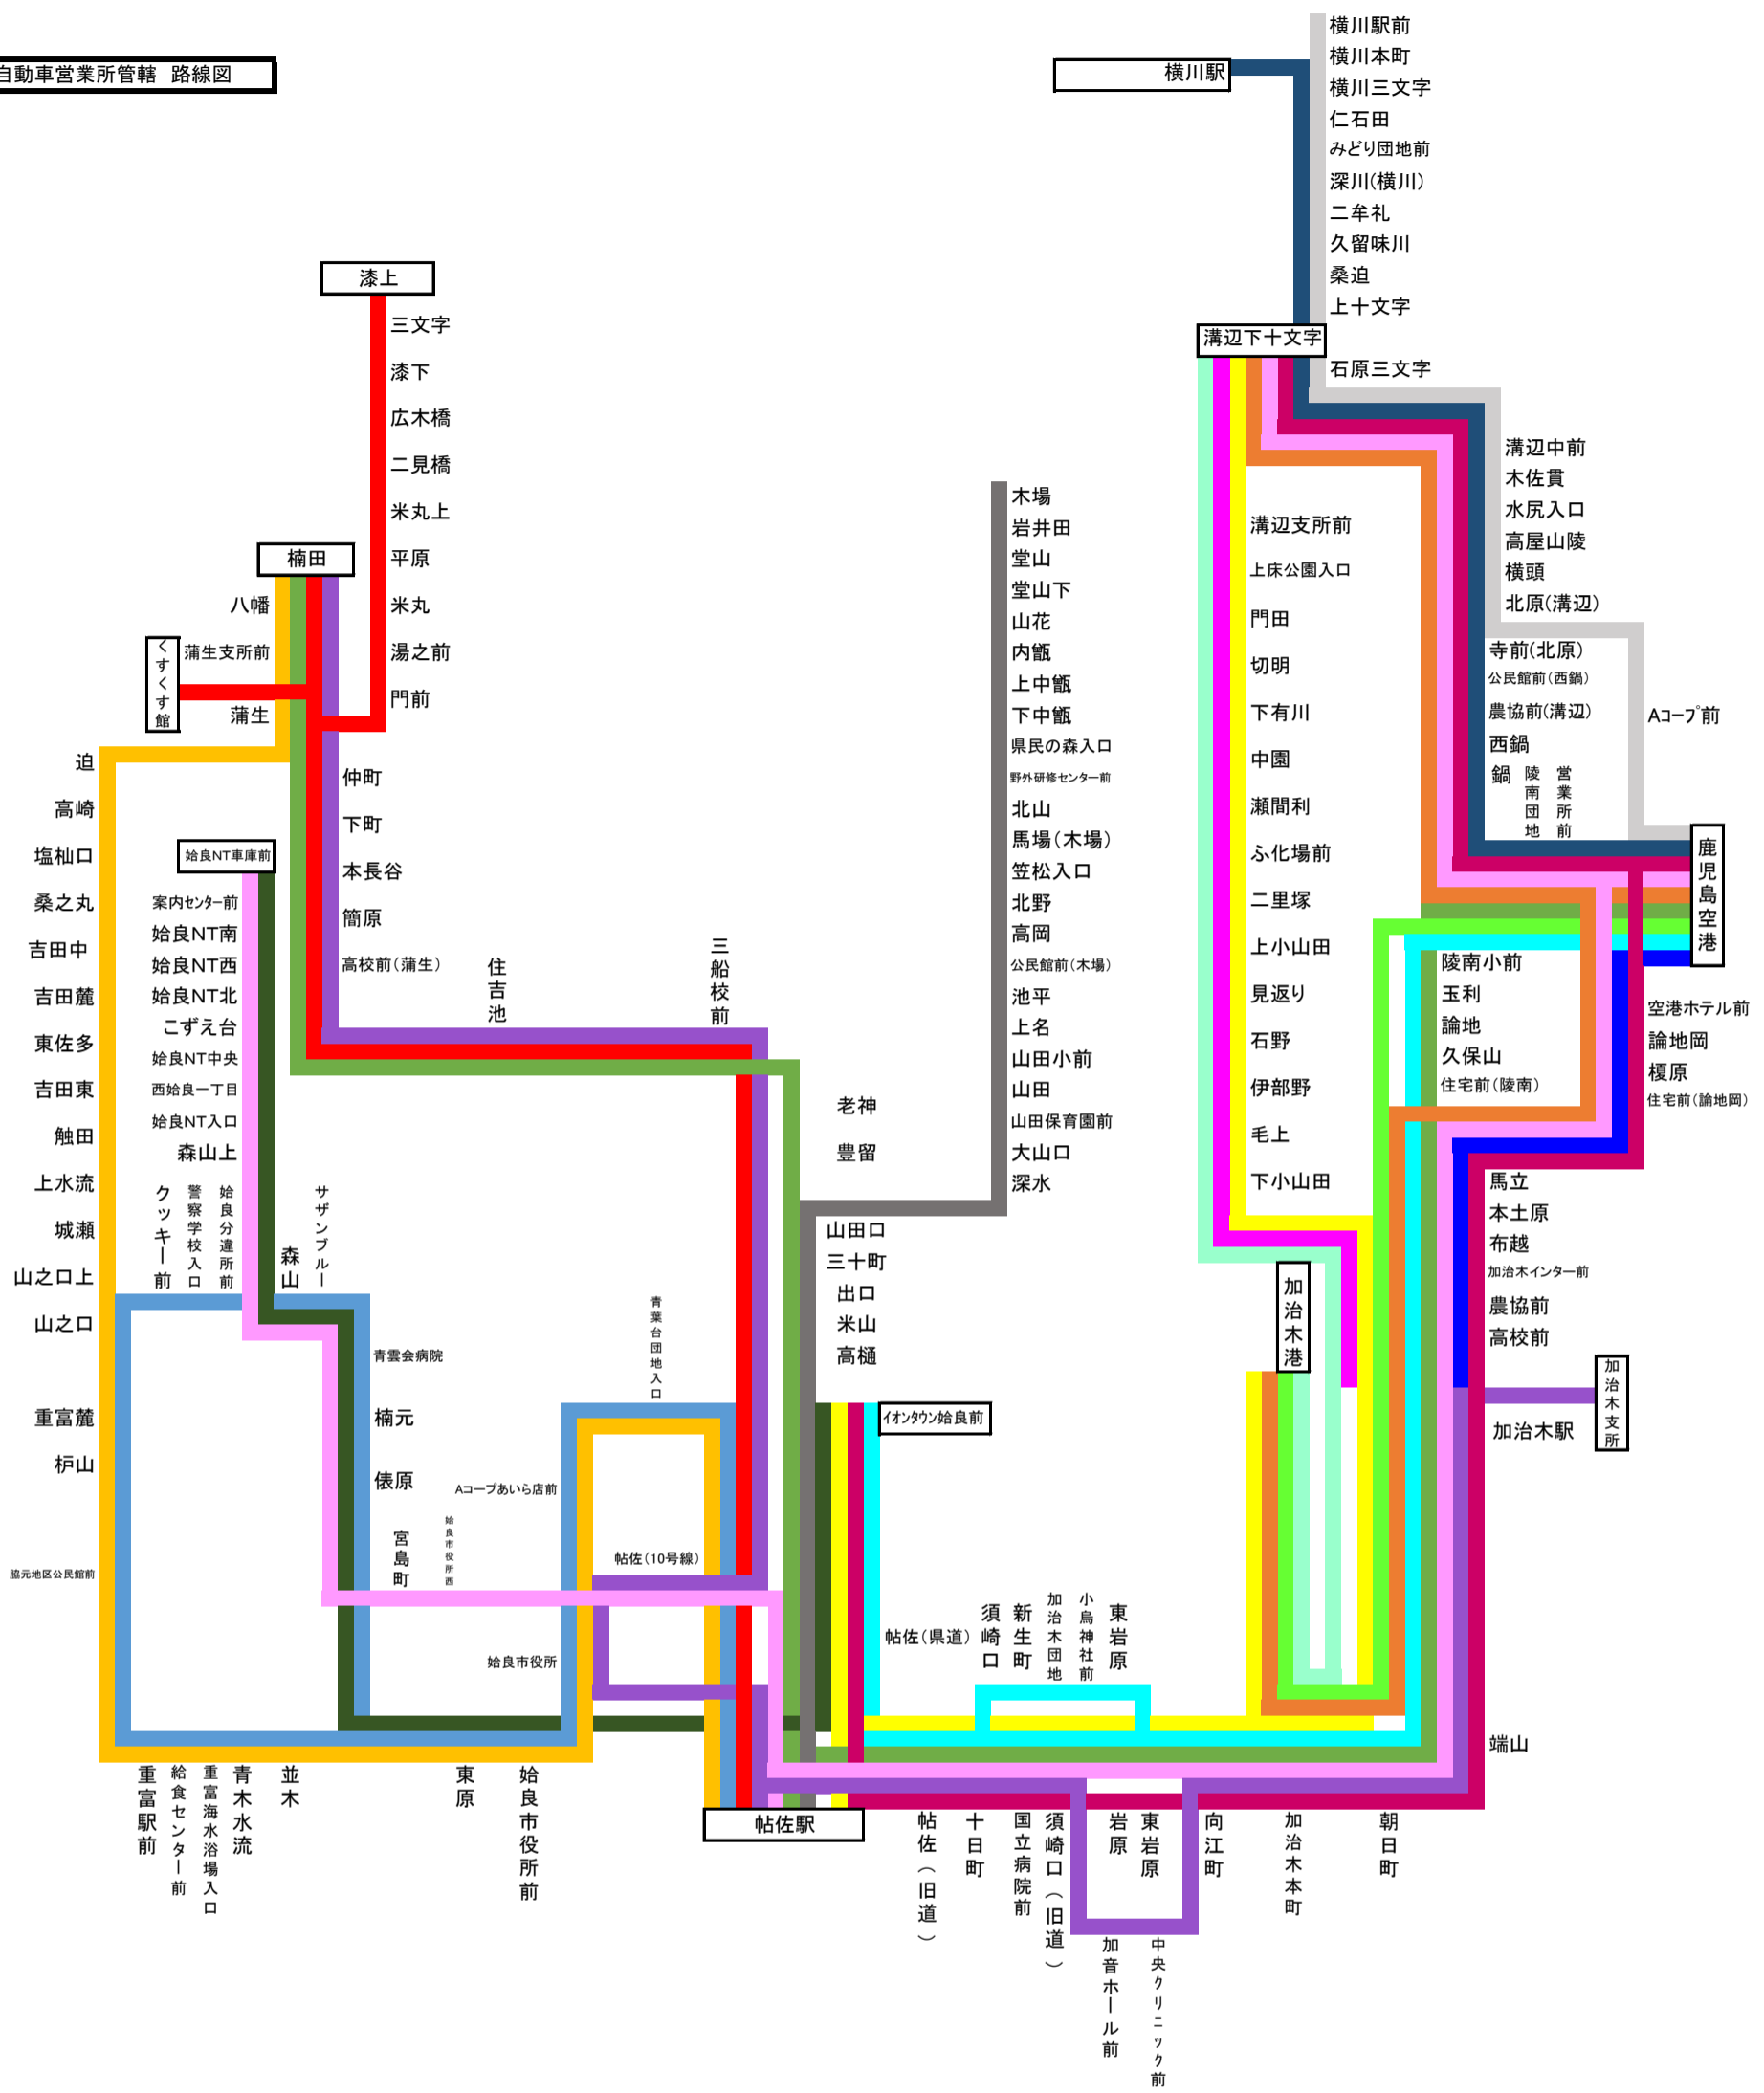 自動車営業所管轄 路線図
横川駅
横川駅前
横川本町
横川三文字
仁石田
みどり団地前
深川(横川)
二牟礼
久留味川
桑迫
上十文字
溝辺下十文字
石原三文字
溝辺中前
木佐貫
水尻入口
高屋山陵
横頭
北原(溝辺)
寺前(北原)
公民館前(西鍋)
農協前(溝辺)
西鍋
鍋
陵南団地
営業所前
Aコープ前
鹿児島空港
漆上
三文字
漆下
広木橋
二見橋
米丸上
平原
米丸
湯之前
門前
楠田
八幡
蒲生支所前
くすくす館
蒲生
仲町
下町
本長谷
簡原
高校前(蒲生)
住吉池
三船校前
迫
高崎
塩杣口
桑之丸
吉田中
吉田麓
東佐多
吉田東
触田
上水流
城瀬
山之口上
山之口
重富麓
枦山
脇元地区公民館前
姶良NT車庫前
案内センター前
姶良NT南
姶良NT西
姶良NT北
こずえ台
姶良NT中央
西姶良一丁目
姶良NT入口
森山上
クッキー前
警察学校入口
姶良分遣所前
森山
サザンブルー
青雲会病院
楠元
俵原
宮島町
姶良市役所西
Aコープあいら店前
青葉台団地入口
帖佐(10号線)
姶良市役所
木場
岩井田
堂山
堂山下
山花
内甑
上中甑
下中甑
県民の森入口
野外研修センター前
北山
馬場(木場)
笠松入口
北野
高岡
公民館前(木場)
池平
上名
山田小前
山田
山田保育園前
大山口
深水
老神
豊留
山田口
三十町
出口
米山
高樋
イオンタウン姶良前
溝辺支所前
上床公園入口
門田
切明
下有川
中園
瀬間利
ふ化場前
二里塚
上小山田
見返り
石野
伊部野
毛上
下小山田
加治木港
陵南小前
玉利
論地
久保山
住宅前(陵南)
空港ホテル前
論地岡
榎原
住宅前(論地岡)
馬立
本土原
布越
加治木インター前
農協前
高校前
加治木支所
加治木駅
端山
帖佐(県道)
須崎口
新生町
加治木団地
小烏神社前
東岩原
重富駅前
給食センター前
重富海水浴場入口
青木水流
並木
東原
姶良市役所前
帖佐駅
帖佐(旧道)
十日町
国立病院前
須崎口(旧道)
岩原
東岩原
向江町
加治木本町
朝日町
加音ホール前
中央クリニック前